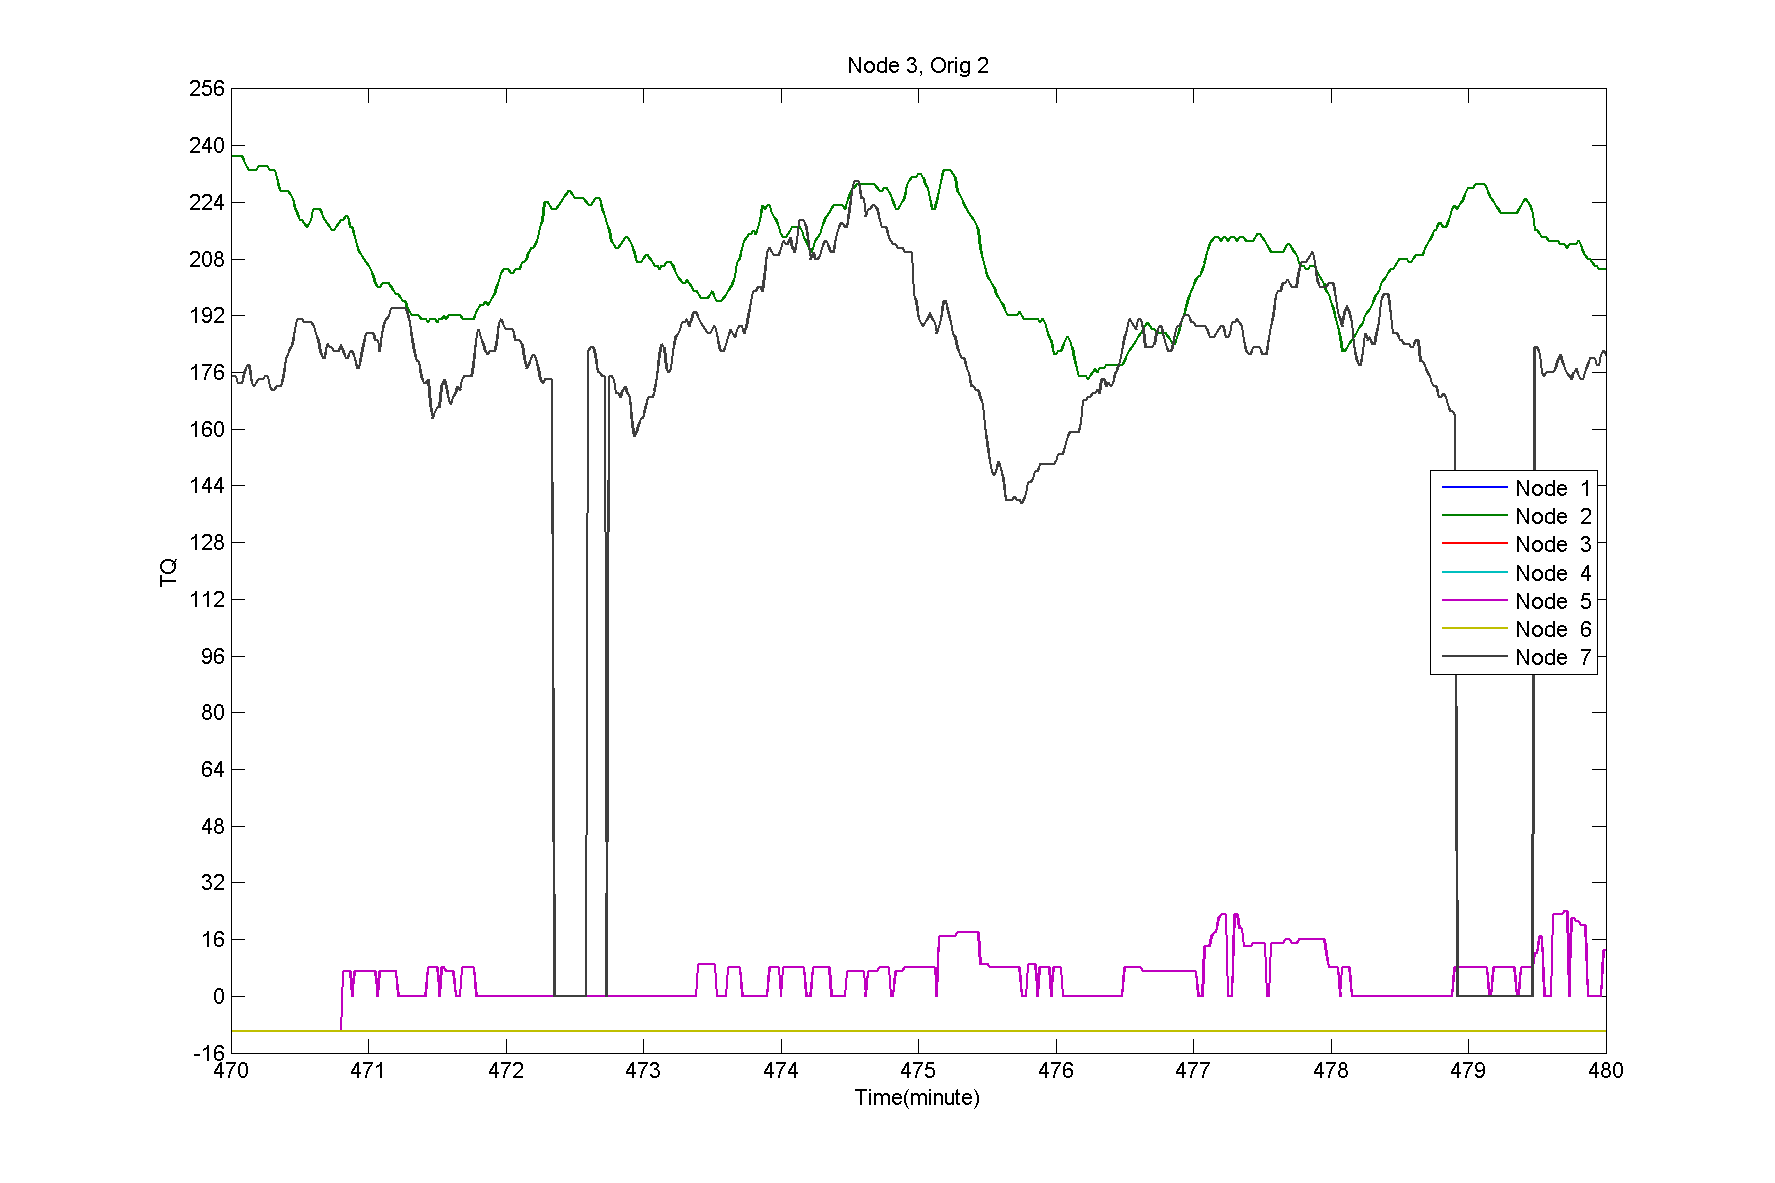 Node 3, Orig 2
256
240
224
208
192
176
160
144
128
112
96
80
64
48
32
16
0
-16
TQ
Node 1
Node 2
Node 3
Node 4
Node 5
Node 6
Node 7
470 471 472 473 474 475 476 477 478 479 480
Time(minute)